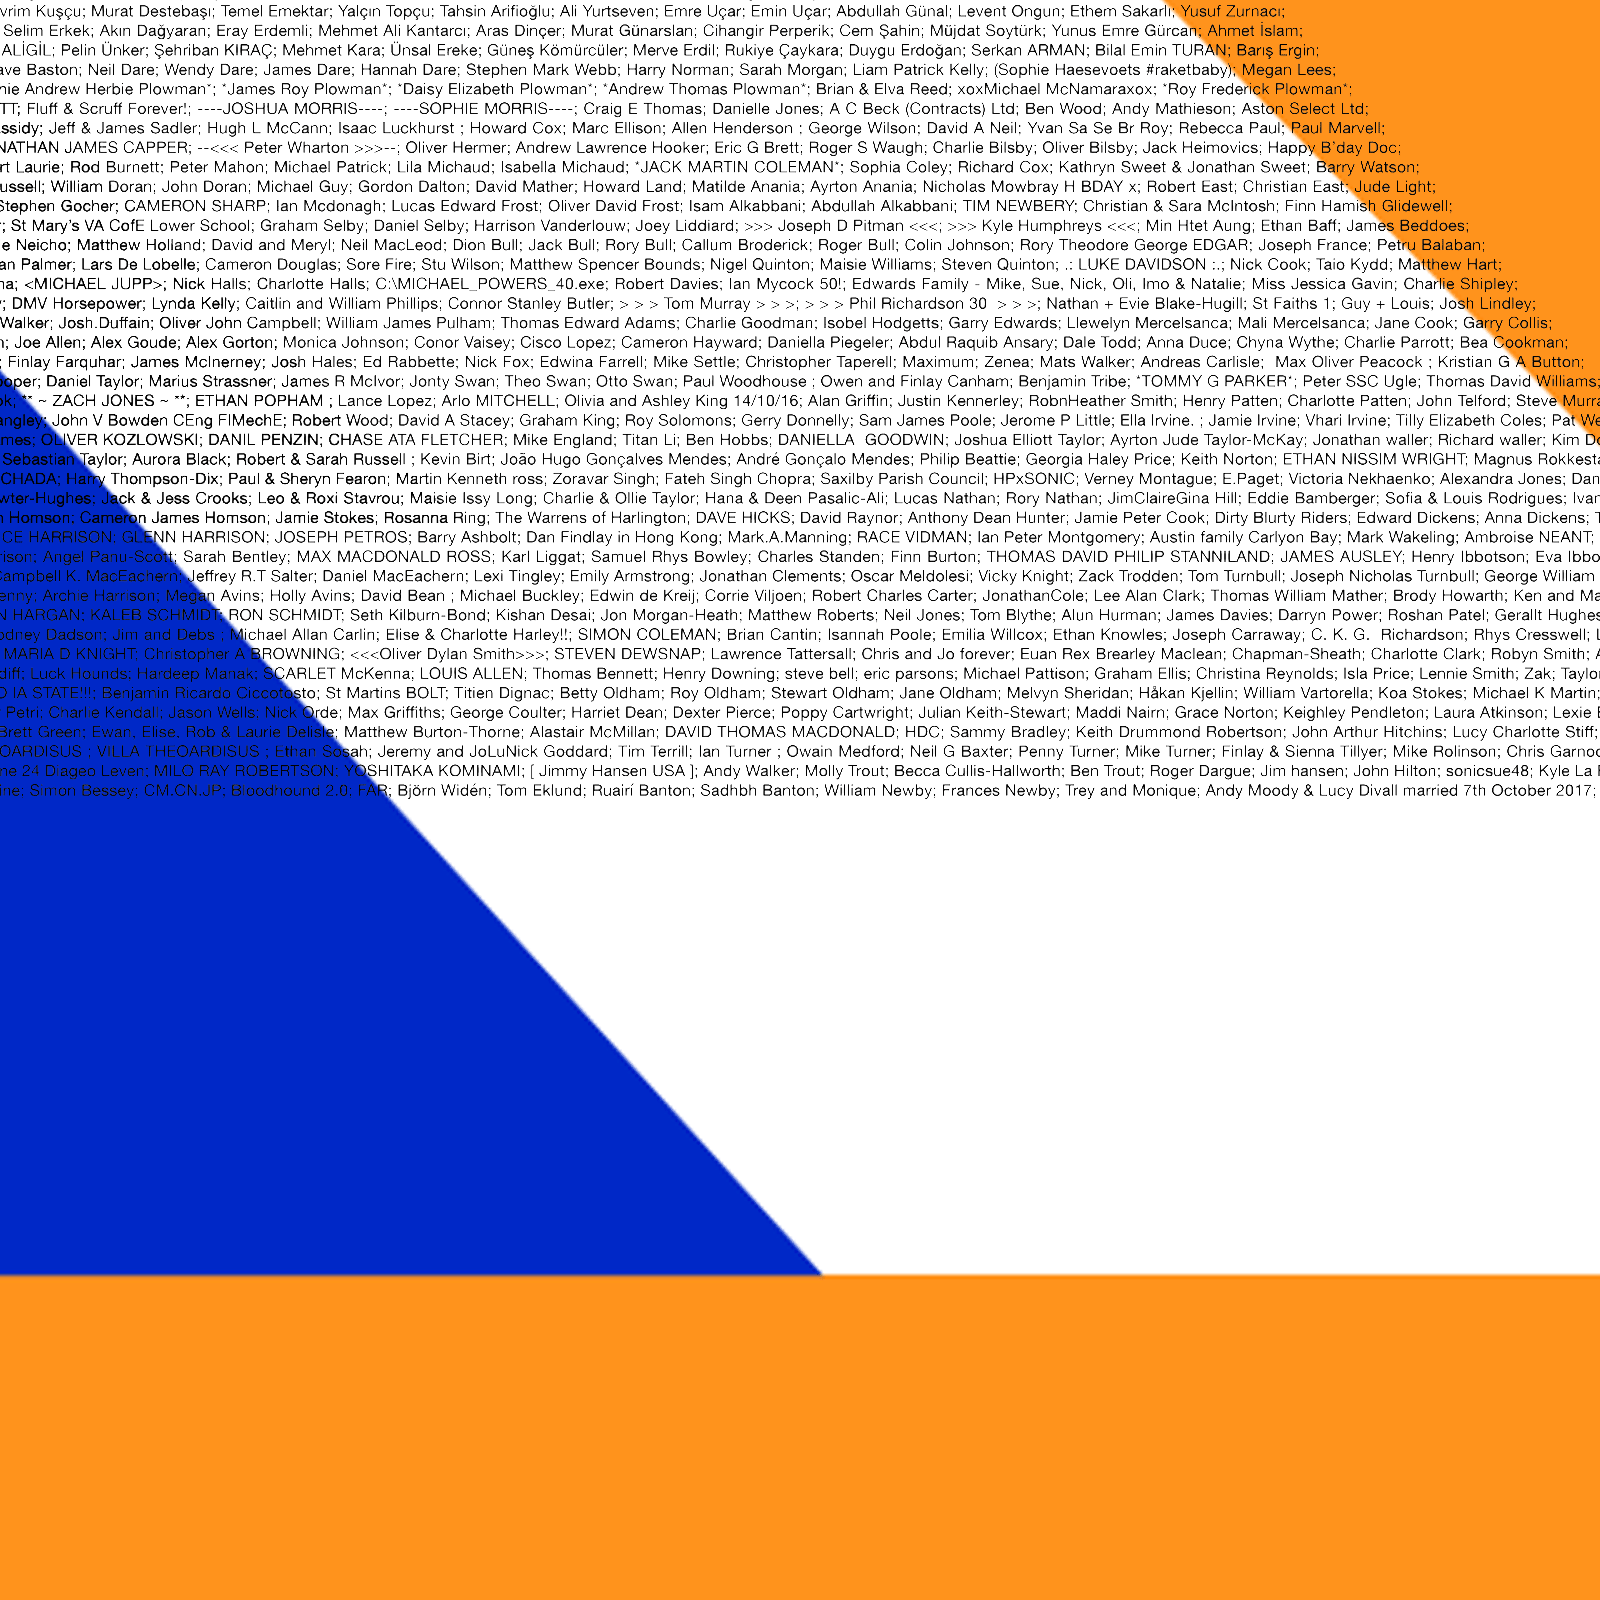 vrim Kuşçu; Murat Destebaşı; Temel Emektar; Yalçın Topçu; Tahsin Arifioğlu; Ali Yurtseven; Emre Uçar; Emin Uçar; Abdullah Günal; Levent Ongun; Ethem Sakarlı; Yusuf Zurnacı;
Selim Erkek; Akın Dağyaran; Eray Erdemli; Mehmet Ali Kantarcı; Aras Dinçer; Murat Günarslan; Cihangir Perperik; Cem Şahin; Müjdat Soytürk; Yunus Emre Gürcan; Ahmet İslam;
ALİGİL; Pelin Ünker; Şehriban KIRAÇ; Mehmet Kara; Ünsal Ereke; Güneş Kömürcüler; Merve Erdil; Rukiye Çaykara; Duygu Erdoğan; Serkan ARMAN; Bilal Emin TURAN; Barış Ergin;
ave Baston; Neil Dare; Wendy Dare; James Dare; Hannah Dare; Stephen Mark Webb; Harry Norman; Sarah Morgan; Liam Patrick Kelly; (Sophie Haesevoets #raketbaby); Megan Lees;
nie Andrew Herbie Plowman*; *James Roy Plowman*; *Daisy Elizabeth Plowman*; *Andrew Thomas Plowman*; Brian & Elva Reed; xoxMichael McNamaraxox; *Roy Frederick Plowman*;
TT; Fluff & Scruff Forever!; ----JOSHUA MORRIS----; ----SOPHIE MORRIS----; Craig E Thomas; Danielle Jones; A C Beck (Contracts) Ltd; Ben Wood; Andy Mathieson; Aston Select Ltd;
assidy; Jeff & James Sadler; Hugh L McCann; Isaac Luckhurst ; Howard Cox; Marc Ellison; Allen Henderson ; George Wilson; David A Neil; Yvan Sa Se Br Roy; Rebecca Paul; Paul Marvell;
NATHAN JAMES CAPPER; --<<< Peter Wharton >>>--; Oliver Hermer; Andrew Lawrence Hooker; Eric G Brett; Roger S Waugh; Charlie Bilsby; Oliver Bilsby; Jack Heimovics; Happy B'day Doc;
rt Laurie; Rod Burnett; Peter Mahon; Michael Patrick; Lila Michaud; Isabella Michaud; *JACK MARTIN COLEMAN*; Sophia Coley; Richard Cox; Kathryn Sweet & Jonathan Sweet; Barry Watson;
ussell; William Doran; John Doran; Michael Guy; Gordon Dalton; David Mather; Howard Land; Matilde Anania; Ayrton Anania; Nicholas Mowbray H BDAY x; Robert East; Christian East; Jude Light;
Stephen Gocher; CAMERON SHARP; Ian Mcdonagh; Lucas Edward Frost; Oliver David Frost; Isam Alkabbani; Abdullah Alkabbani; TIM NEWBERY; Christian & Sara McIntosh; Finn Hamish Glidewell;
; St Mary's VA CofE Lower School; Graham Selby; Daniel Selby; Harrison Vanderlouw; Joey Liddiard; >>> Joseph D Pitman <<<; >>> Kyle Humphreys <<<; Min Htet Aung; Ethan Baff; James Beddoes;
e Neicho; Matthew Holland; David and Meryl; Neil MacLeod; Dion Bull; Jack Bull; Rory Bull; Callum Broderick; Roger Bull; Colin Johnson; Rory Theodore George EDGAR; Joseph France; Petru Balaban;
an Palmer; Lars De Lobelle; Cameron Douglas; Sore Fire; Stu Wilson; Matthew Spencer Bounds; Nigel Quinton; Maisie Williams; Steven Quinton; .: LUKE DAVIDSON :.; Nick Cook; Taio Kydd; Matthew Hart;
na; <MICHAEL JUPP>; Nick Halls; Charlotte Halls; C:\MICHAEL_POWERS_40.exe; Robert Davies; Ian Mycock 50!; Edwards Family - Mike, Sue, Nick, Oli, Imo & Natalie; Miss Jessica Gavin; Charlie Shipley;
; DMV Horsepower; Lynda Kelly; Caitlin and William Phillips; Connor Stanley Butler; > > > Tom Murray > > >; > > > Phil Richardson 30  > > >; Nathan + Evie Blake-Hugill; St Faiths 1; Guy + Louis; Josh Lindley;
Walker; Josh.Duffain; Oliver John Campbell; William James Pulham; Thomas Edward Adams; Charlie Goodman; Isobel Hodgetts; Garry Edwards; Llewelyn Mercelsanca; Mali Mercelsanca; Jane Cook; Garry Collis;
n; Joe Allen; Alex Goude; Alex Gorton; Monica Johnson; Conor Vaisey; Cisco Lopez; Cameron Hayward; Daniella Piegeler; Abdul Raquib Ansary; Dale Todd; Anna Duce; Chyna Wythe; Charlie Parrott; Bea Cookman;
; Finlay Farquhar; James McInerney; Josh Hales; Ed Rabbette; Nick Fox; Edwina Farrell; Mike Settle; Christopher Taperell; Maximum; Zenea; Mats Walker; Andreas Carlisle;  Max Oliver Peacock ; Kristian G A Button;
ooper; Daniel Taylor; Marius Strassner; James R McIvor; Jonty Swan; Theo Swan; Otto Swan; Paul Woodhouse ; Owen and Finlay Canham; Benjamin Tribe; *TOMMY G PARKER*; Peter SSC Ugle; Thomas David Williams;
ok; ** ~ ZACH JONES ~ **; ETHAN POPHAM ; Lance Lopez; Arlo MITCHELL; Olivia and Ashley King 14/10/16; Alan Griffin; Justin Kennerley; RobnHeather Smith; Henry Patten; Charlotte Patten; John Telford; Steve Murra
angley; John V Bowden CEng FIMechE; Robert Wood; David A Stacey; Graham King; Roy Solomons; Gerry Donnelly; Sam James Poole; Jerome P Little; Ella Irvine. ; Jamie Irvine; Vhari Irvine; Tilly Elizabeth Coles; Pat We
mes; OLIVER KOZLOWSKI; DANIL PENZIN; CHASE ATA FLETCHER; Mike England; Titan Li; Ben Hobbs; DANIELLA  GOODWIN; Joshua Elliott Taylor; Ayrton Jude Taylor-McKay; Jonathan waller; Richard waller; Kim Do
Sebastian Taylor; Aurora Black; Robert & Sarah Russell ; Kevin Birt; João Hugo Gonçalves Mendes; André Gonçalo Mendes; Philip Beattie; Georgia Haley Price; Keith Norton; ETHAN NISSIM WRIGHT; Magnus Rokkesta
CHADA; Harry Thompson-Dix; Paul & Sheryn Fearon; Martin Kenneth ross; Zoravar Singh; Fateh Singh Chopra; Saxilby Parish Council; HPxSONIC; Verney Montague; E.Paget; Victoria Nekhaenko; Alexandra Jones; Dan
wter-Hughes; Jack & Jess Crooks; Leo & Roxi Stavrou; Maisie Issy Long; Charlie & Ollie Taylor; Hana & Deen Pasalic-Ali; Lucas Nathan; Rory Nathan; JimClaireGina Hill; Eddie Bamberger; Sofia & Louis Rodrigues; Ivan
n Homson; Cameron James Homson; Jamie Stokes; Rosanna Ring; The Warrens of Harlington; DAVE HICKS; David Raynor; Anthony Dean Hunter; Jamie Peter Cook; Dirty Blurty Riders; Edward Dickens; Anna Dickens; T
CE HARRISON; GLENN HARRISON; JOSEPH PETROS; Barry Ashbolt; Dan Findlay in Hong Kong; Mark.A.Manning; RACE VIDMAN; Ian Peter Montgomery; Austin family Carlyon Bay; Mark Wakeling; Ambroise NEANT;
rison; Angel Panu-Scott; Sarah Bentley; MAX MACDONALD ROSS; Karl Liggat; Samuel Rhys Bowley; Charles Standen; Finn Burton; THOMAS DAVID PHILIP STANNILAND; JAMES AUSLEY; Henry Ibbotson; Eva Ibbo
Campbell K. MacEachern; Jeffrey R.T Salter; Daniel MacEachern; Lexi Tingley; Emily Armstrong; Jonathan Clements; Oscar Meldolesi; Vicky Knight; Zack Trodden; Tom Turnbull; Joseph Nicholas Turnbull; George William
enny; Archie Harrison; Megan Avins; Holly Avins; David Bean ; Michael Buckley; Edwin de Kreij; Corrie Viljoen; Robert Charles Carter; JonathanCole; Lee Alan Clark; Thomas William Mather; Brody Howarth; Ken and Ma
N HARGAN; KALEB SCHMIDT; RON SCHMIDT; Seth Kilburn-Bond; Kishan Desai; Jon Morgan-Heath; Matthew Roberts; Neil Jones; Tom Blythe; Alun Hurman; James Davies; Darryn Power; Roshan Patel; Gerallt Hughes
odney Dadson; Jim and Debs ; Michael Allan Carlin; Elise & Charlotte Harley!!; SIMON COLEMAN; Brian Cantin; Isannah Poole; Emilia Willcox; Ethan Knowles; Joseph Carraway; C. K. G.  Richardson; Rhys Cresswell; L
MARIA D KNIGHT; Christopher A BROWNING; <<<Oliver Dylan Smith>>>; STEVEN DEWSNAP; Lawrence Tattersall; Chris and Jo forever; Euan Rex Brearley Maclean; Chapman-Sheath; Charlotte Clark; Robyn Smith; A
diff; Luck Hounds; Hardeep Manak; SCARLET McKenna; LOUIS ALLEN; Thomas Bennett; Henry Downing; steve bell; eric parsons; Michael Pattison; Graham Ellis; Christina Reynolds; Isla Price; Lennie Smith; Zak; Taylor
O IA STATE!!!; Benjamin Ricardo Ciccotosto; St Martins BOLT; Titien Dignac; Betty Oldham; Roy Oldham; Stewart Oldham; Jane Oldham; Melvyn Sheridan; Håkan Kjellin; William Vartorella; Koa Stokes; Michael K Martin;
Petri; Charlie Kendall; Jason Wells; Nick Orde; Max Griffiths; George Coulter; Harriet Dean; Dexter Pierce; Poppy Cartwright; Julian Keith-Stewart; Maddi Nairn; Grace Norton; Keighley Pendleton; Laura Atkinson; Lexie E
Brett Green; Ewan, Elise, Rob & Laurie Delisle; Matthew Burton-Thorne; Alastair McMillan; DAVID THOMAS MACDONALD; HDC; Sammy Bradley; Keith Drummond Robertson; John Arthur Hitchins; Lucy Charlotte Stiff;
OARDISUS ; VILLA THEOARDISUS ; Ethan Sosah; Jeremy and JoLuNick Goddard; Tim Terrill; Ian Turner ; Owain Medford; Neil G Baxter; Penny Turner; Mike Turner; Finlay & Sienna Tillyer; Mike Rolinson; Chris Garnoc
ne 24 Diageo Leven; MILO RAY ROBERTSON; YOSHITAKA KOMINAMI; [ Jimmy Hansen USA ]; Andy Walker; Molly Trout; Becca Cullis-Hallworth; Ben Trout; Roger Dargue; Jim hansen; John Hilton; sonicsue48; Kyle La
ine; Simon Bessey; CM.CN.JP; Bloodhound 2.0; FAR; Björn Widén; Tom Eklund; Ruairí Banton; Sadhbh Banton; William Newby; Frances Newby; Trey and Monique; Andy Moody & Lucy Divall married 7th October 2017;